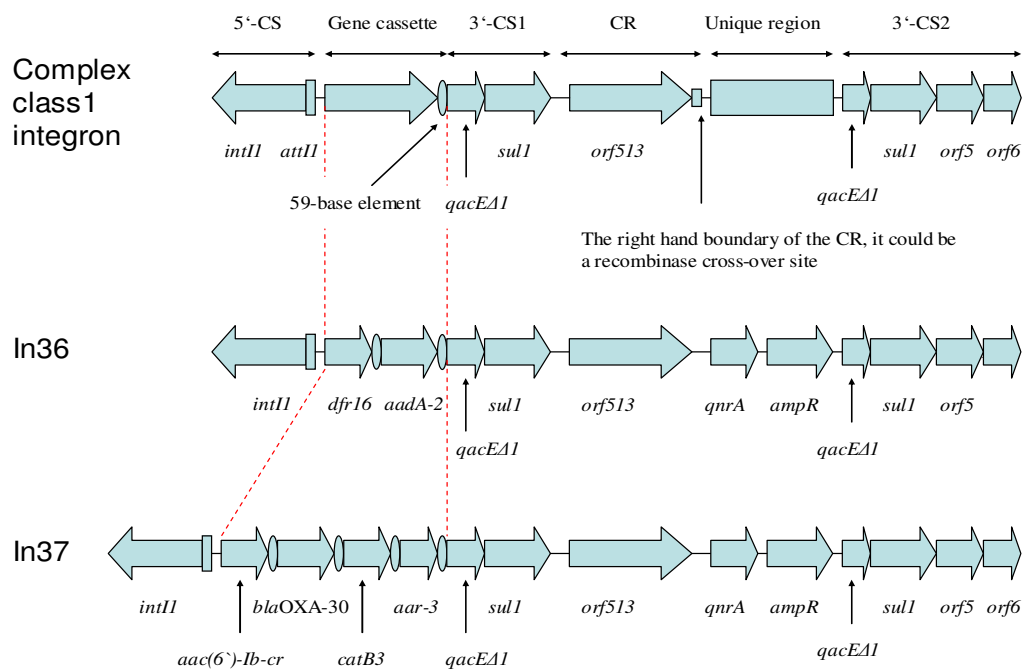 5‘-CS Gene cassette 3‘-CS1 CR Unique region 3‘-CS2
Complex
class1
integron
intI1 attI1 sul1 orf513 sul1 orf5 orf6
59-base element qacEΔ1 qacEΔ1
The right hand boundary of the CR, it could be
a recombinase cross-over site
In36
intI1 dfr16 aadA-2 sul1 orf513 qnrA ampR sul1 orf5
qacEΔ1 qacEΔ1
In37
intI1 blaOXA-30 aar-3 sul1 orf513 qnrA ampR sul1 orf5 orf6
aac(6`)-Ib-cr catB3 qacEΔ1 qacEΔ1